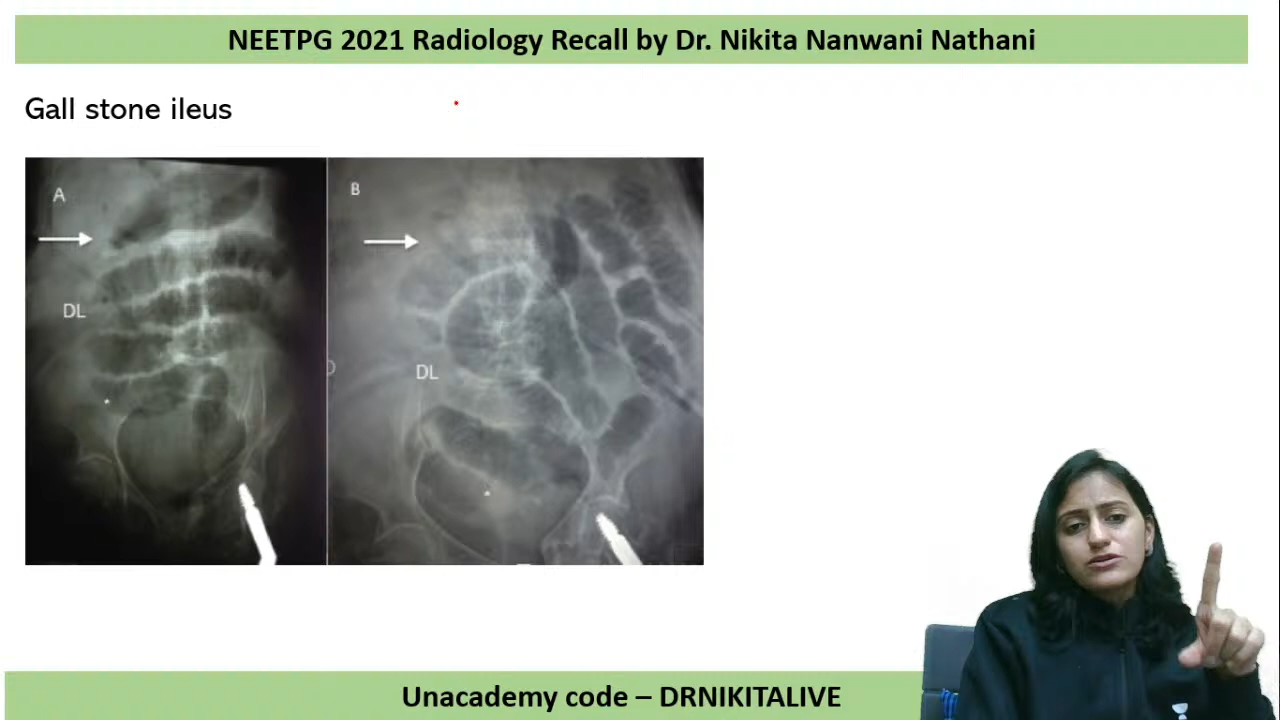 NEETPG 2021 Radiology Recall by Dr. Nikita Nanwani Nathani
Gall stone ileus
A
B
DL
DL
Unacademy code – DRNIKITALIVE